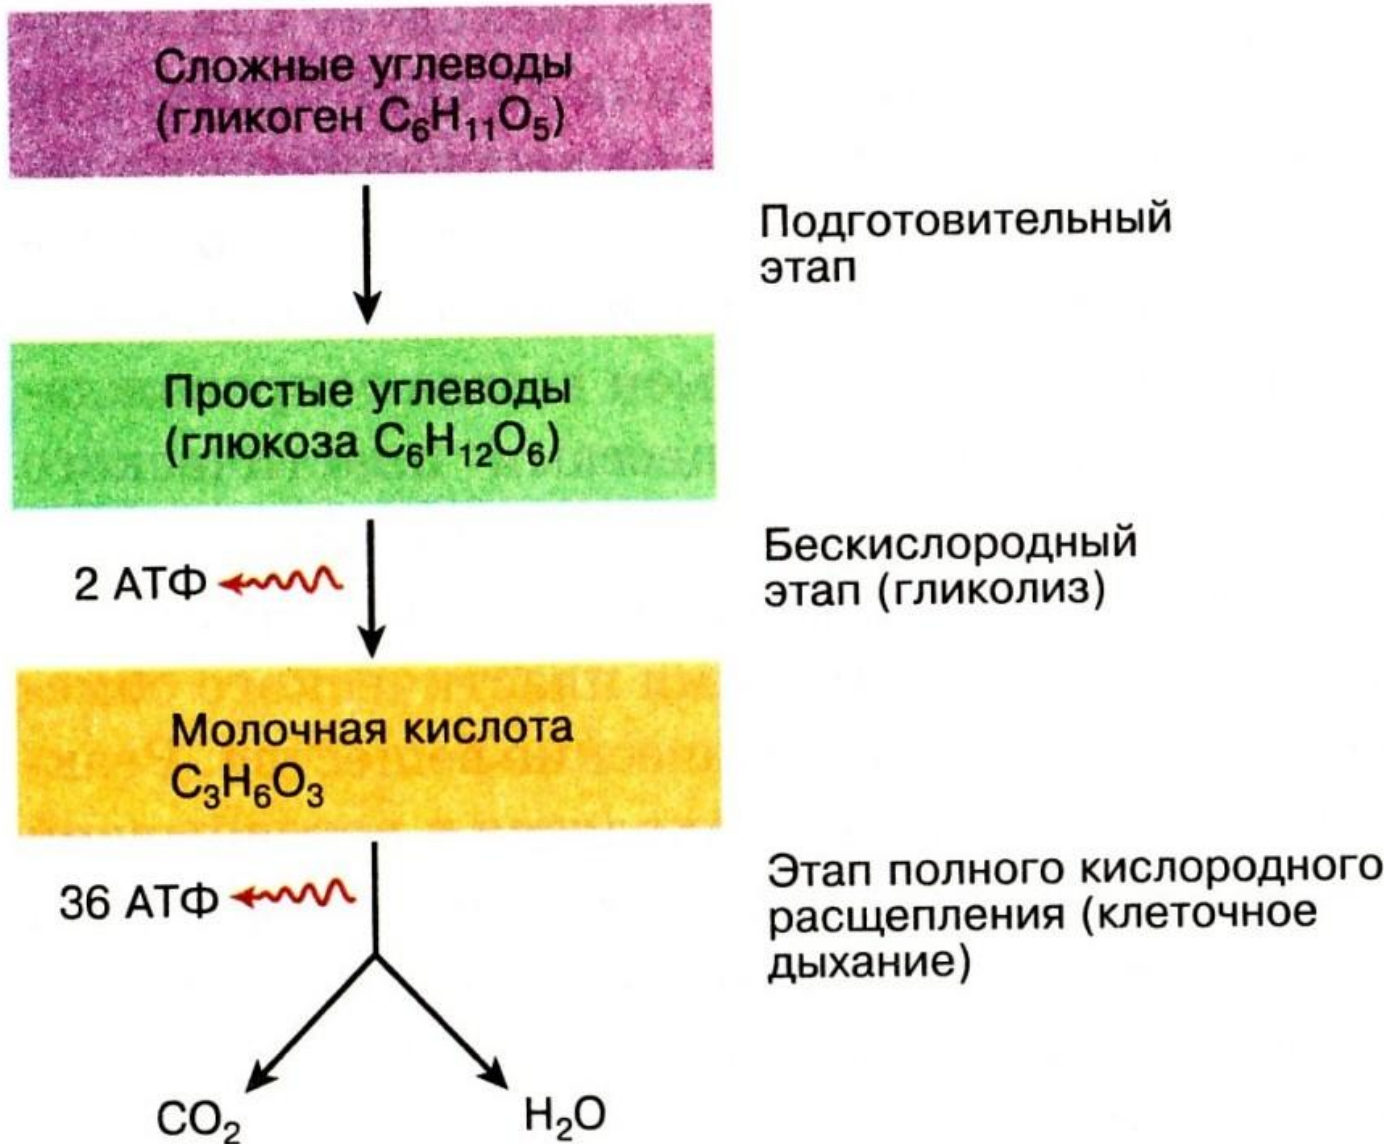 Сложные углеводы
(гликоген C₆H₁₁O₅)
Подготовительный
этап
Простые углеводы
(глюкоза C₆H₁₂O₆)
2 АТФ
Бескислородный
этап (гликолиз)
Молочная кислота
C₃H₆O₃
36 АТФ
Этап полного кислородного
расщепления (клеточное
дыхание)
CO₂
H₂O